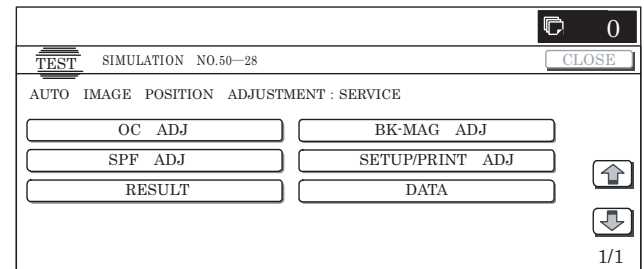 0
TEST SIMULATION NO.50—28 CLOSE
AUTO IMAGE POSITION ADJUSTMENT : SERVICE
OC ADJ BK-MAG ADJ
SPF ADJ SETUP/PRINT ADJ
RESULT DATA
1/1